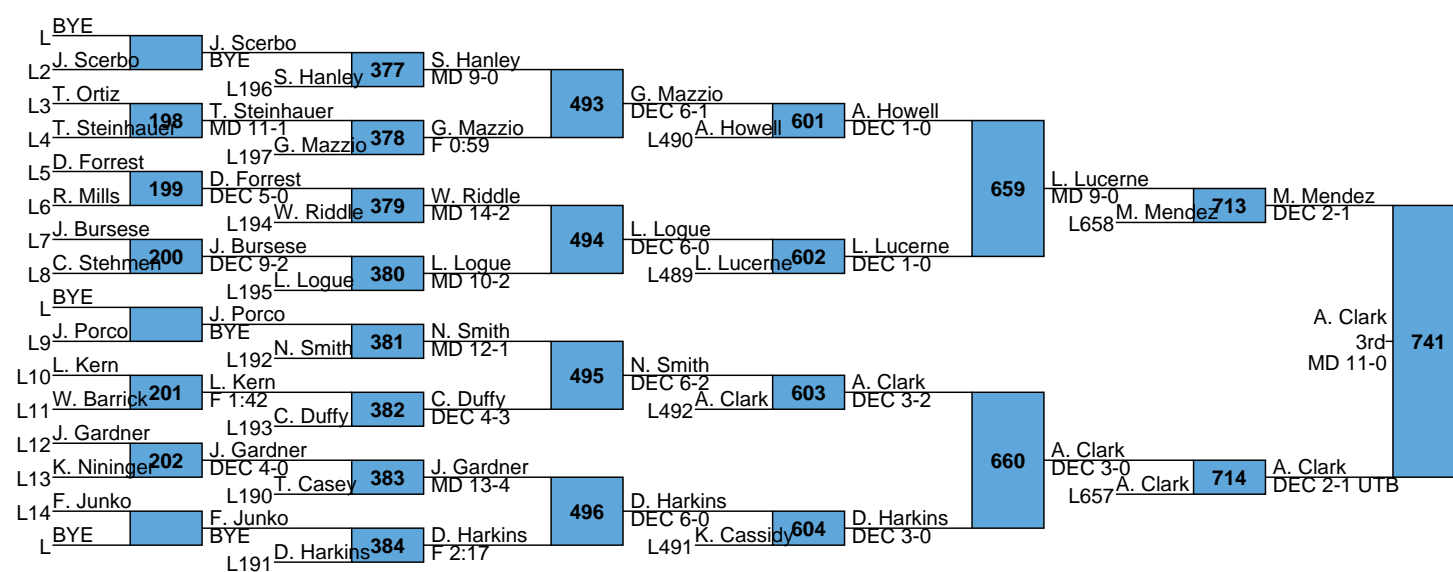 BYE
L
J. Scerbo
L2
J. Scerbo
BYE
L196
S. Hanley
377
S. Hanley
MD 9-0
T. Ortiz
L3
198
T. Steinhauer
L4
T. Steinhauer
MD 11-1
L197
G. Mazzio
378
G. Mazzio
F 0:59
493
G. Mazzio
DEC 6-1
L490
A. Howell
601
A. Howell
DEC 1-0
D. Forrest
L5
199
R. Mills
L6
D. Forrest
DEC 5-0
L194
W. Riddle
379
W. Riddle
MD 14-2
J. Bursese
L7
200
C. Stehmen
L8
J. Bursese
DEC 9-2
L195
L. Logue
380
L. Logue
MD 10-2
494
L. Logue
DEC 6-0
L489
L. Lucerne
602
L. Lucerne
DEC 1-0
659
L. Lucerne
MD 9-0
L658
M. Mendez
713
M. Mendez
DEC 2-1
BYE
L
J. Porco
L9
J. Porco
BYE
L192
N. Smith
381
N. Smith
MD 12-1
L. Kern
L10
201
W. Barrick
L11
L. Kern
F 1:42
L193
C. Duffy
382
C. Duffy
DEC 4-3
495
N. Smith
DEC 6-2
L492
A. Clark
603
A. Clark
DEC 3-2
J. Gardner
L12
202
K. Nininger
L13
J. Gardner
DEC 4-0
L190
T. Casey
383
J. Gardner
MD 13-4
F. Junko
L14
BYE
L
F. Junko
BYE
L191
D. Harkins
384
D. Harkins
F 2:17
496
D. Harkins
DEC 6-0
L491
K. Cassidy
604
D. Harkins
DEC 3-0
660
A. Clark
DEC 3-0
L657
A. Clark
714
A. Clark
DEC 2-1 UTB
A. Clark
3rd
MD 11-0
741